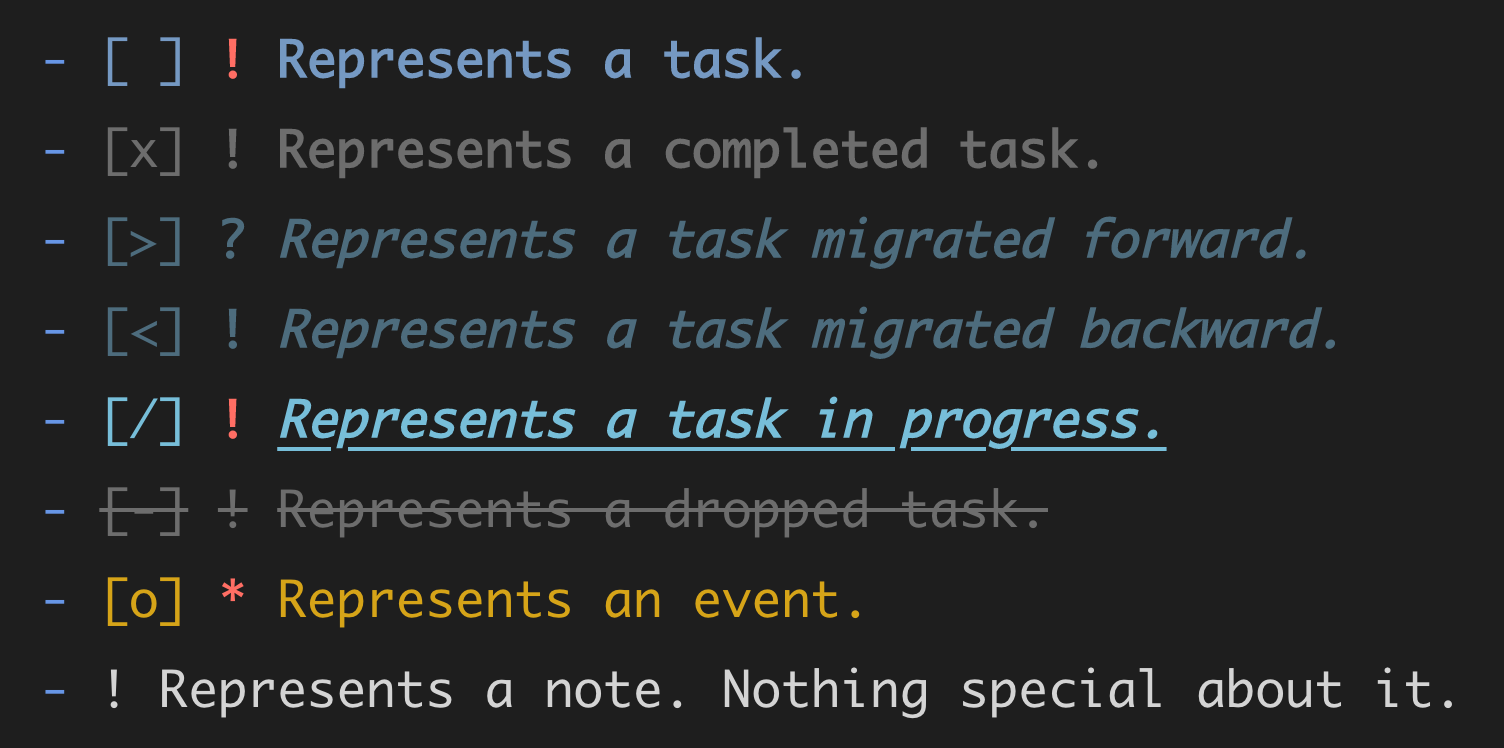 - [ ] ! Represents a task.
- [x] ! Represents a completed task.
- [>] ? Represents a task migrated forward.
- [<] ! Represents a task migrated backward.
- [/] ! Represents a task in progress.
- [-] ! Represents a dropped task.
- [o] * Represents an event.
- ! Represents a note. Nothing special about it.